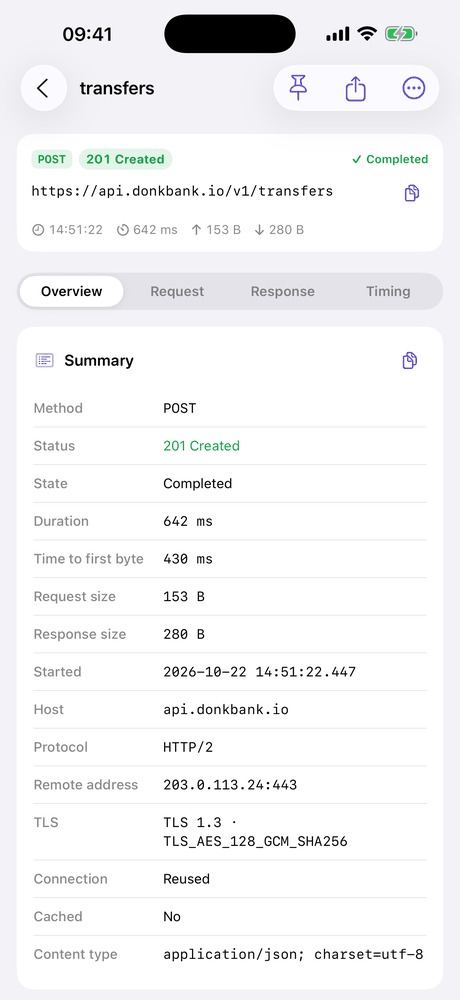 09:41
transfers
POST 201 Created Completed
https://api.donkbank.io/v1/transfers
14:51:22 642 ms 153 B 280 B
Overview Request Response Timing
Summary
Method POST
Status 201 Created
State Completed
Duration 642 ms
Time to first byte 430 ms
Request size 153 B
Response size 280 B
Started 2026-10-22 14:51:22.447
Host api.donkbank.io
Protocol HTTP/2
Remote address 203.0.113.24:443
TLS TLS 1.3 ·
TLS_AES_128_GCM_SHA256
Connection Reused
Cached No
Content type application/json; charset=utf-8